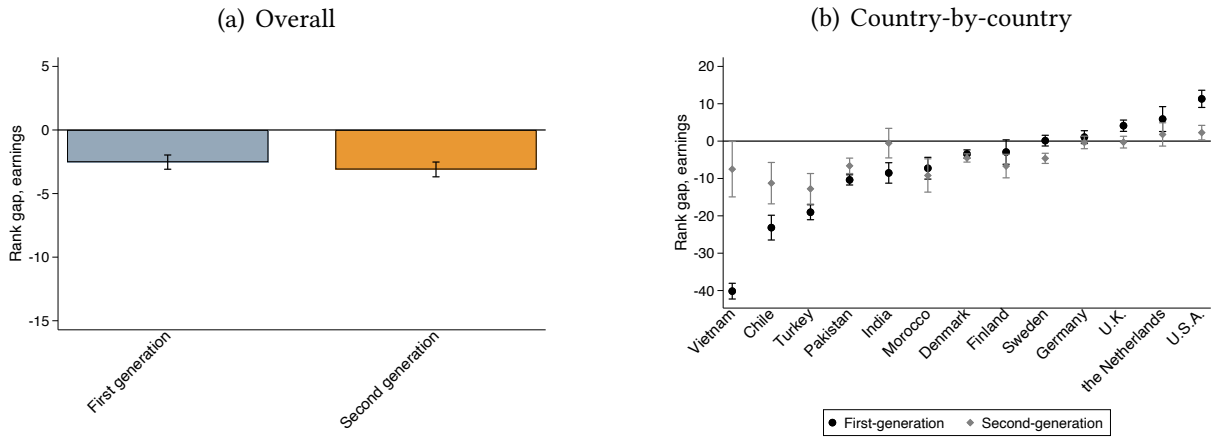 (a) Overall
5
0
-5
-10
-15
Rank gap, earnings
First generation
Second generation
(b) Country-by-country
20
10
0
-10
-20
-30
-40
Rank gap, earnings
Vietnam
Chile
Turkey
Pakistan
India
Morocco
Denmark
Finland
Sweden
Germany
U.K.
the Netherlands
U.S.A.
First-generation
Second-generation